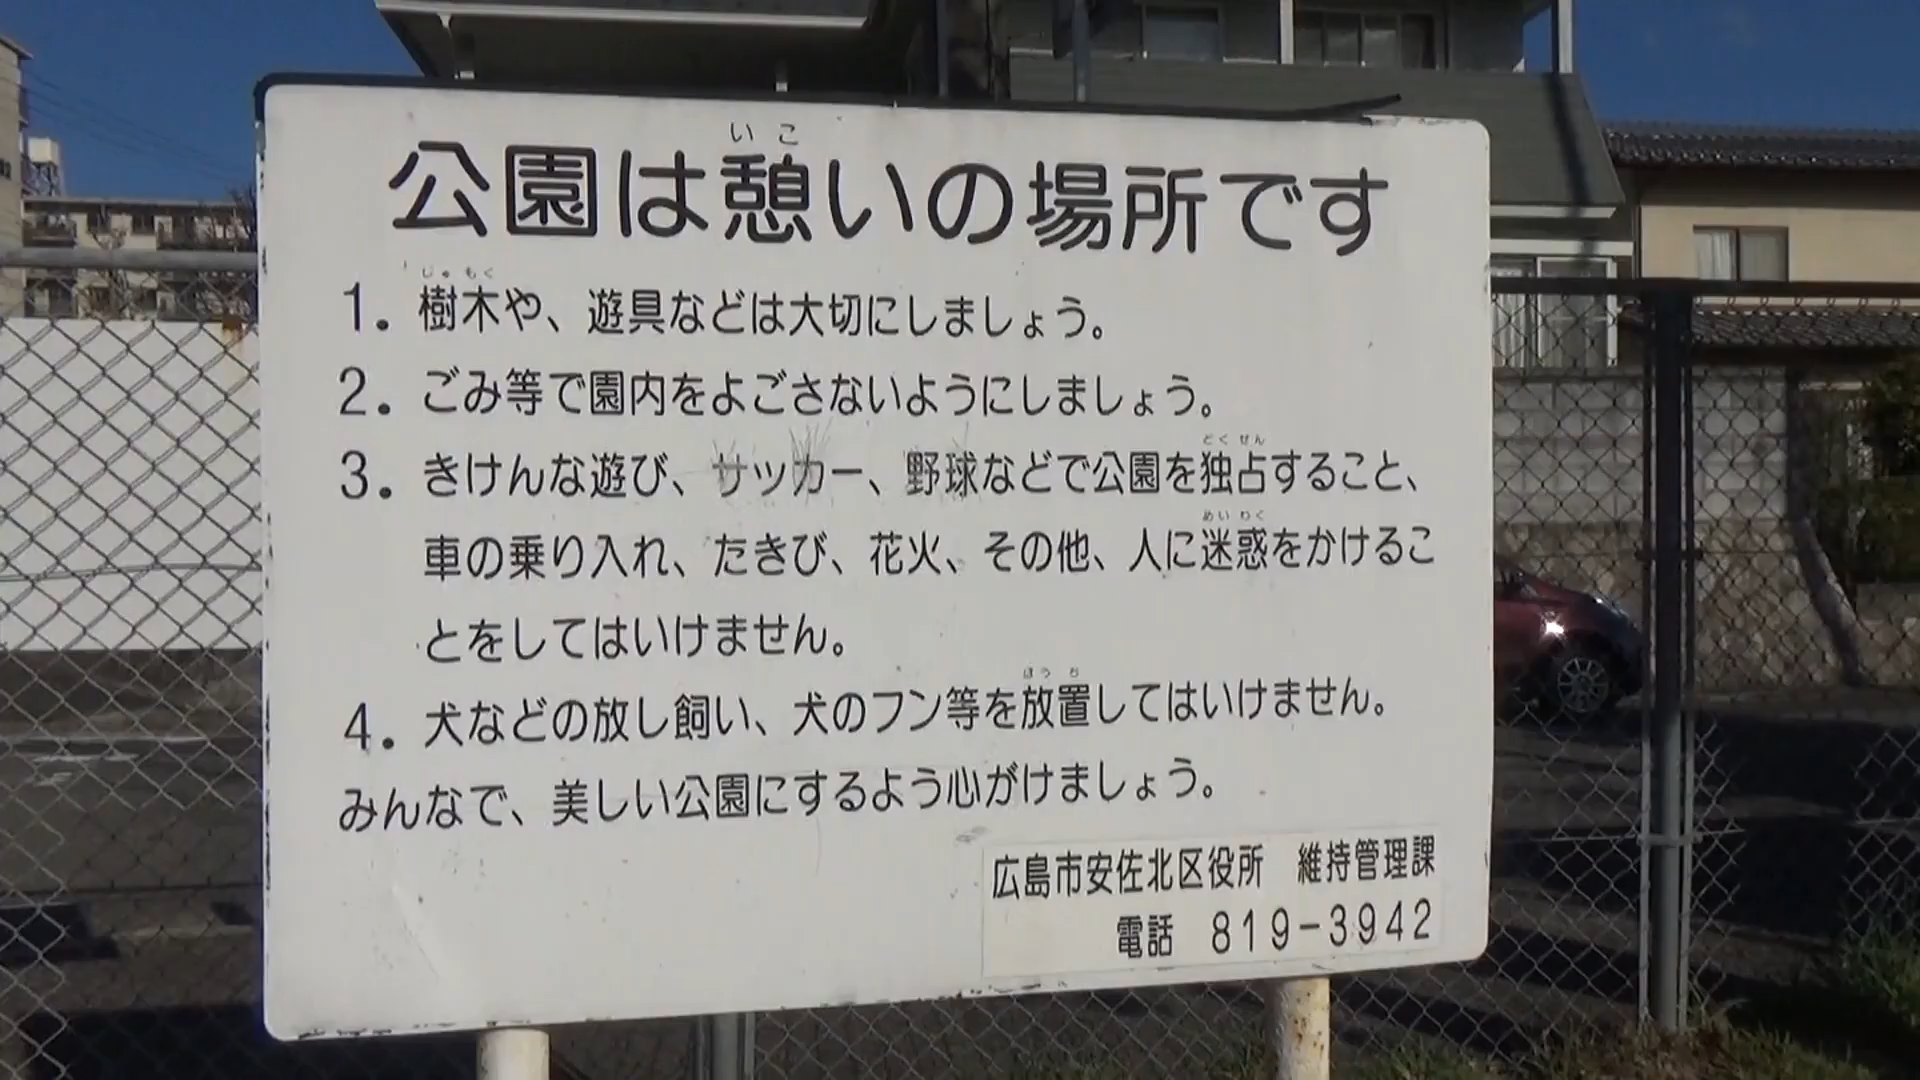 いこ
公園は憩いの場所です
じゅもく
1. 樹木や、遊具などは大切にしましょう。
2. ごみ等で園内をよごさないようにしましょう。
どくせん
3. きけんな遊び、サッカー、野球などで公園を独占すること、
めいわく
車の乗り入れ、たきび、花火、その他、人に迷惑をかけるこ
とをしてはいけません。
ほうち
4. 犬などの放し飼い、犬のフン等を放置してはいけません。
みんなで、美しい公園にするよう心がけましょう。
広島市安佐北区役所 維持管理課
電話 819-3942